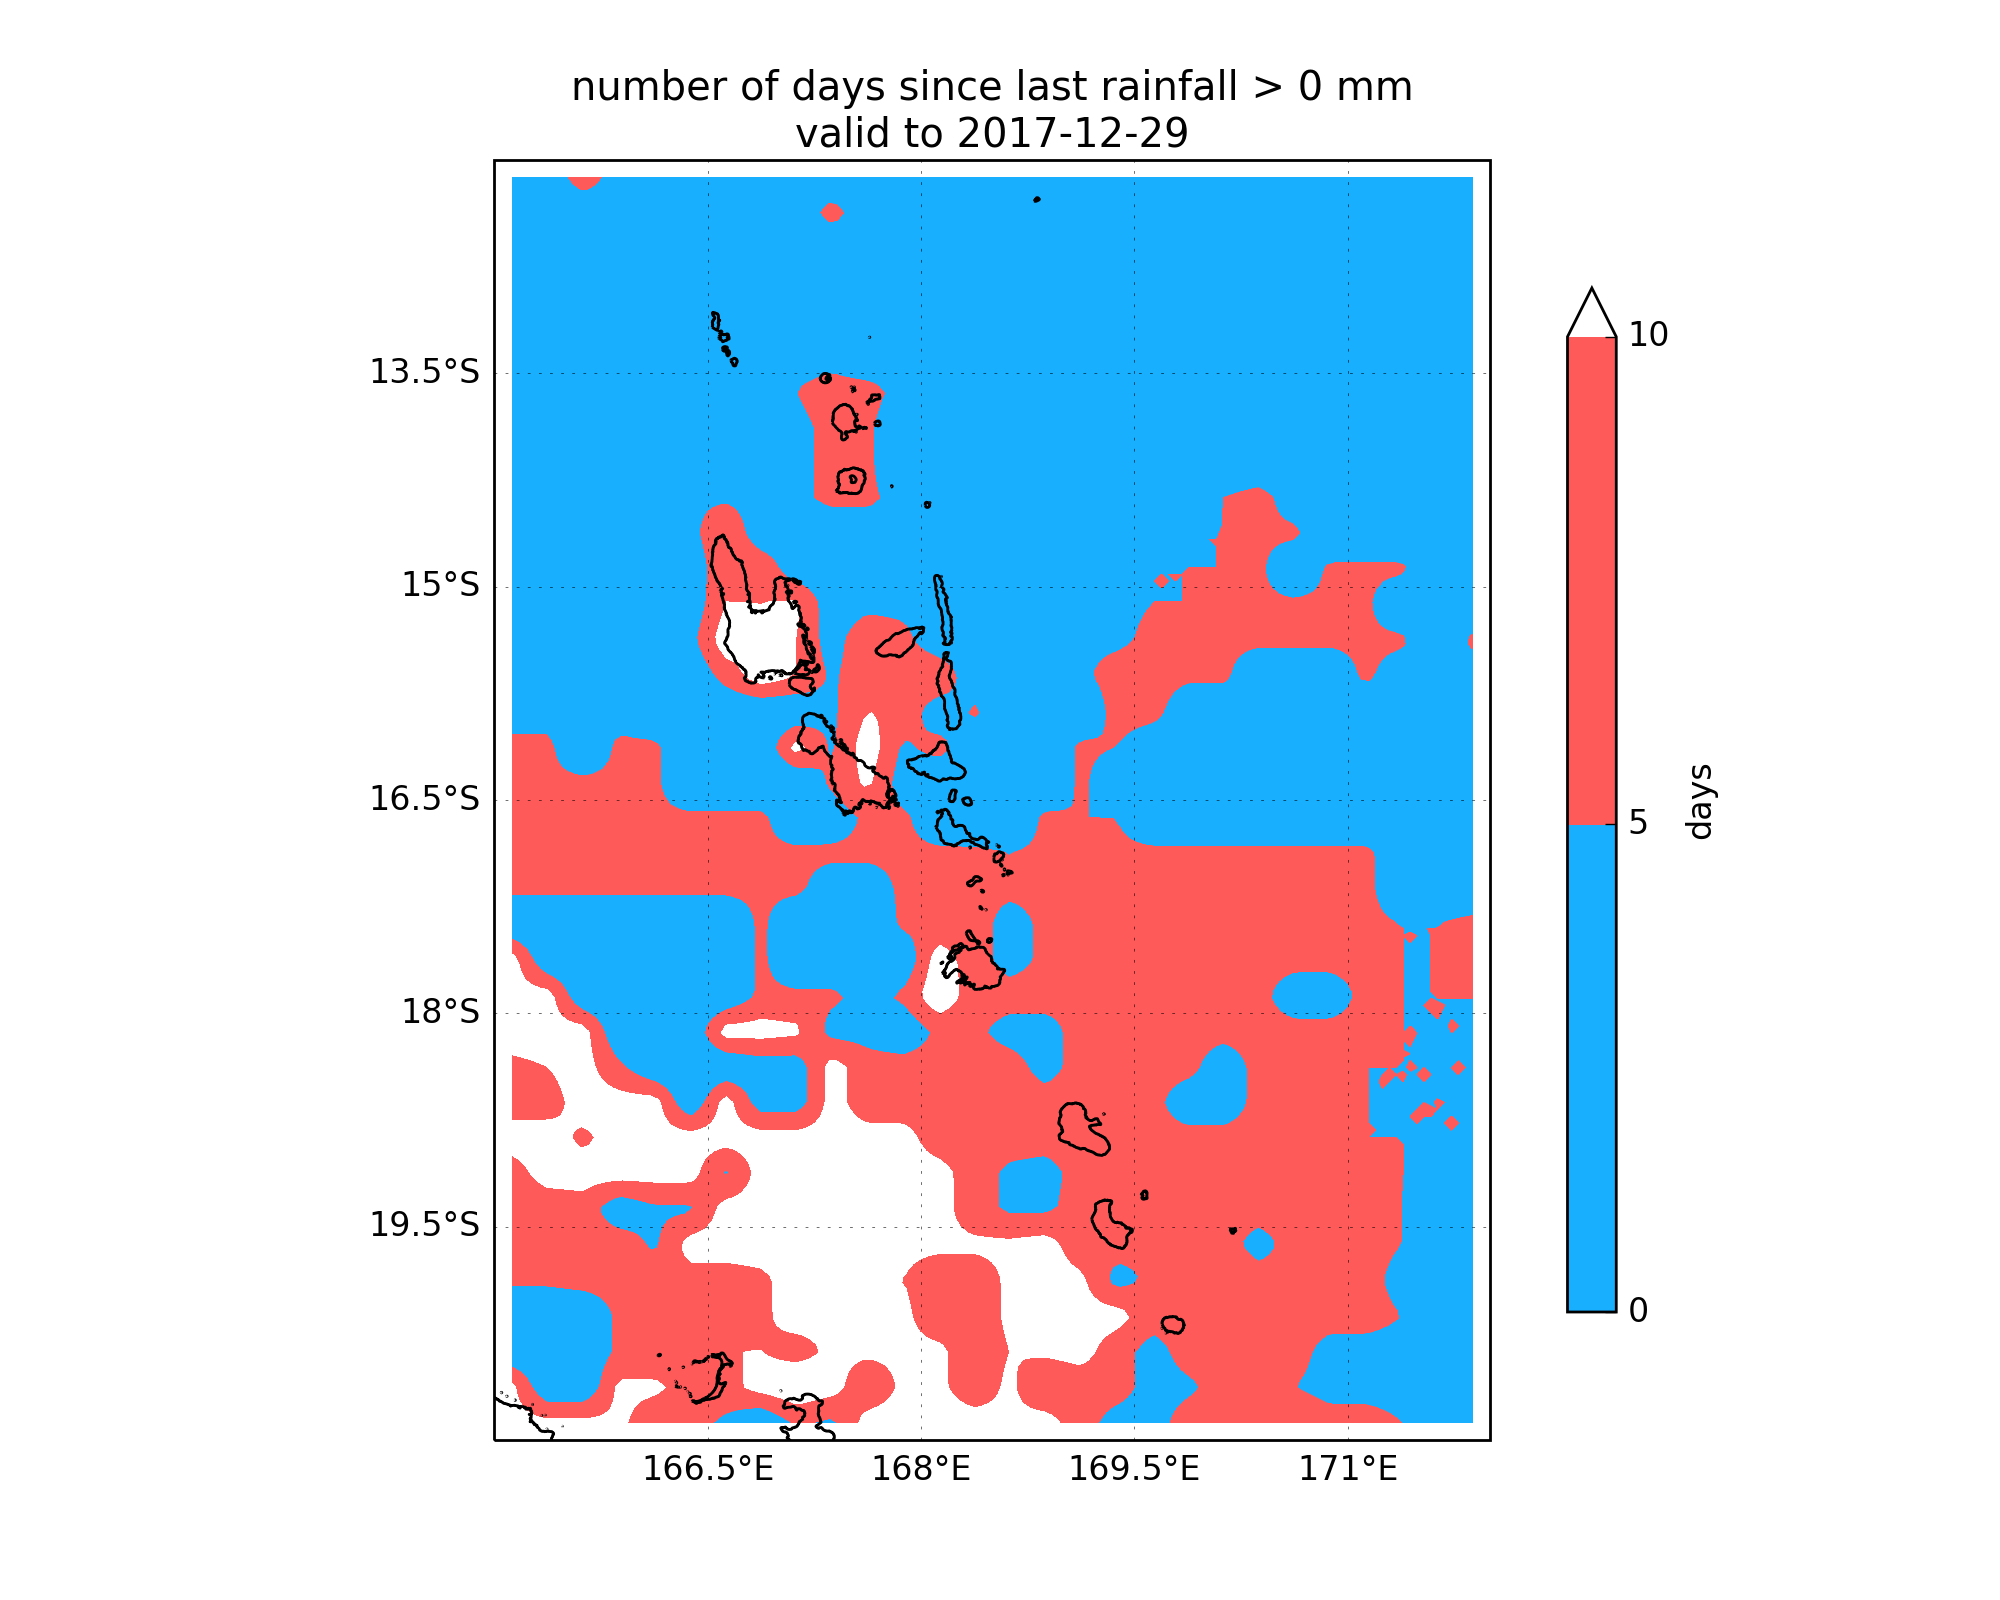 number of days since last rainfall > 0 mm
valid to 2017-12-29
13.5°S
15°S
16.5°S
18°S
19.5°S
166.5°E
168°E
169.5°E
171°E
10
5
0
days